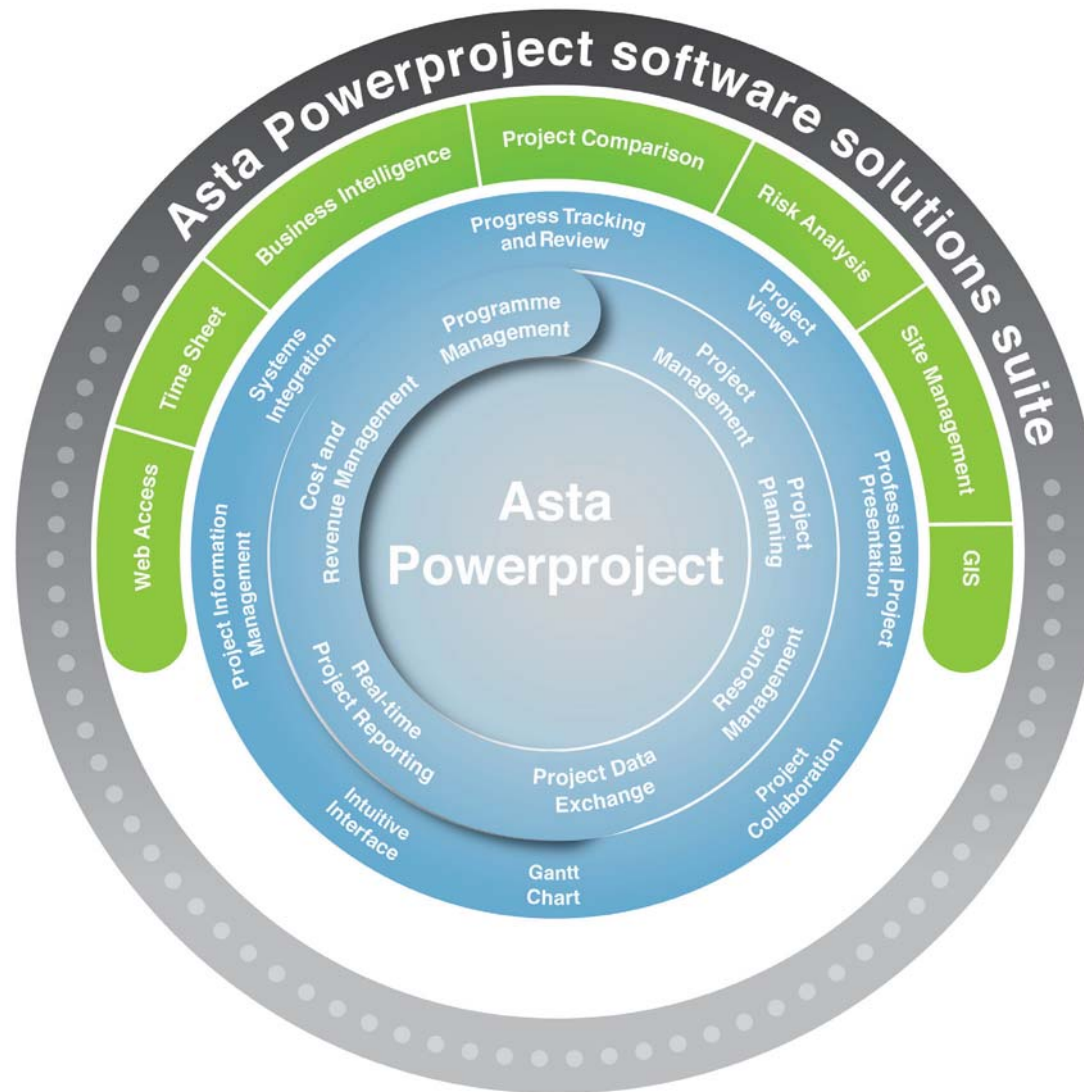 Asta Powerproject software solutions suite
Web Access
Time Sheet
Business Intelligence
Project Comparison
Risk Analysis
Site Management
GIS
Progress Tracking
and Review
Project
Viewer
Professional Project
Presentation
Project
Collaboration
Gantt
Chart
Intuitive
Interface
Project Information
Management
Systems
Integration
Programme
Management
Project
Management
Project
Planning
Resource
Management
Project Data
Exchange
Real-time
Project Reporting
Cost and
Revenue Management
Asta
Powerproject